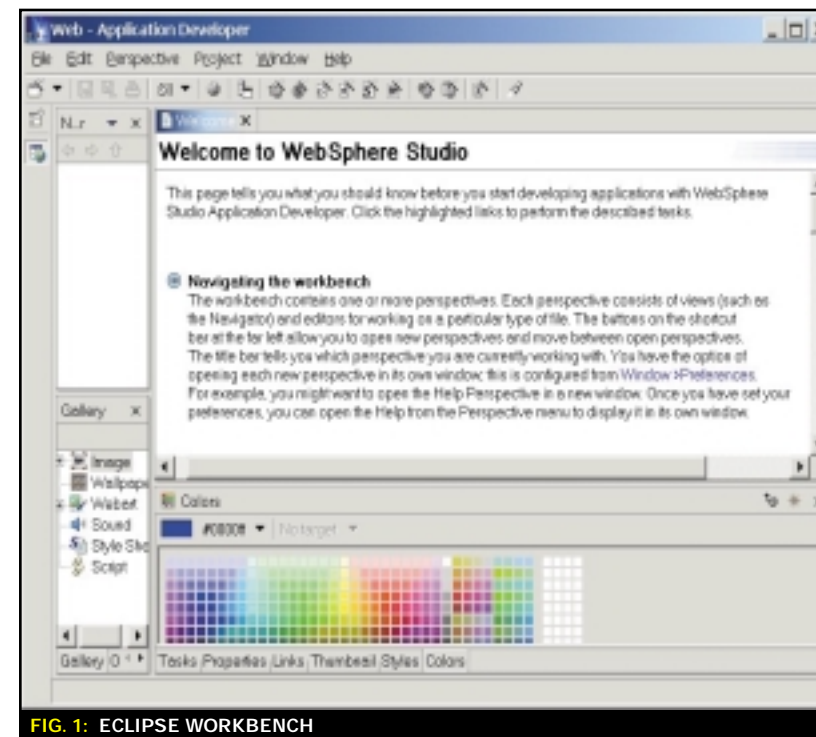 Web - Application Developer
File Edit Perspective Project Window Help
Welcome
Welcome to WebSphere Studio
This page tells you what you should know before you start developing applications with WebSphere
Studio Application Developer. Click the highlighted links to perform the described tasks.
Navigating the workbench
The workbench contains one or more perspectives. Each perspective consists of views (such as
the Navigator) and editors for working on a particular type of file. The buttons on the shortcut
bar at the far left allow you to open new perspectives and move between open perspectives.
The title bar tells you which perspective you are currently working with. You have the option of
opening each new perspective in its own window; this is configured from Window >Preferences.
For example, you might want to open the Help Perspective in a new window. Once you have set your
preferences, you can open the Help from the Perspective menu to display it in its own window.
Gallery
Image
Wallpape
Webart
Sound
Style She
Script
Gallery O
Colors
No target
Tasks Properties Links Thumbnail Styles Colors
FIG. 1: ECLIPSE WORKBENCH